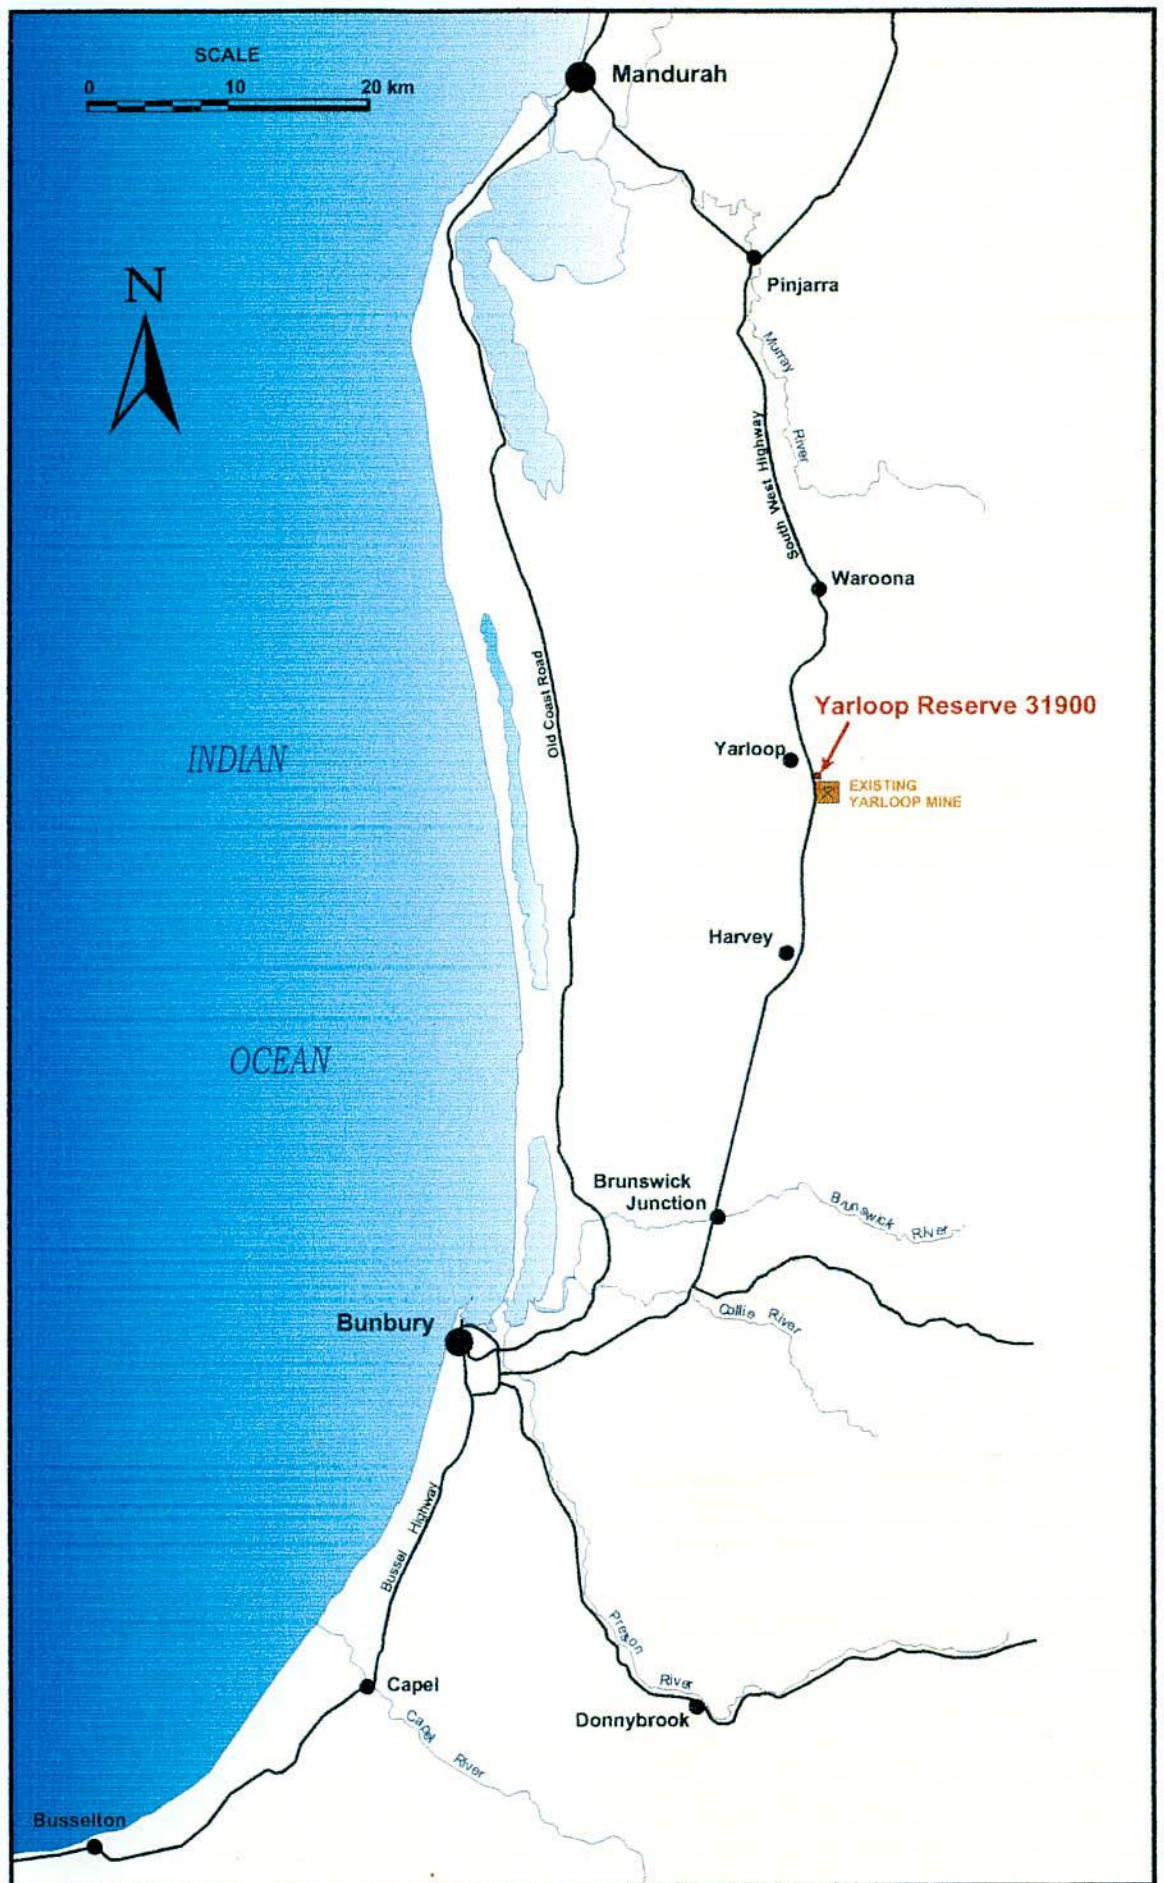 SCALE
0 10 20 km
Mandurah
N
Pinjarra
Murray
River
South West Highway
Waroona
Old Coast Road
Yarloop Reserve 31900
Yarloop
INDIAN
EXISTING
YARLOOP MINE
Harvey
OCEAN
Brunswick
Junction
Brunswick River
Collie River
Bunbury
Bussel Highway
Preston
River
Capel
Donnybrook
Capel River
Busselton